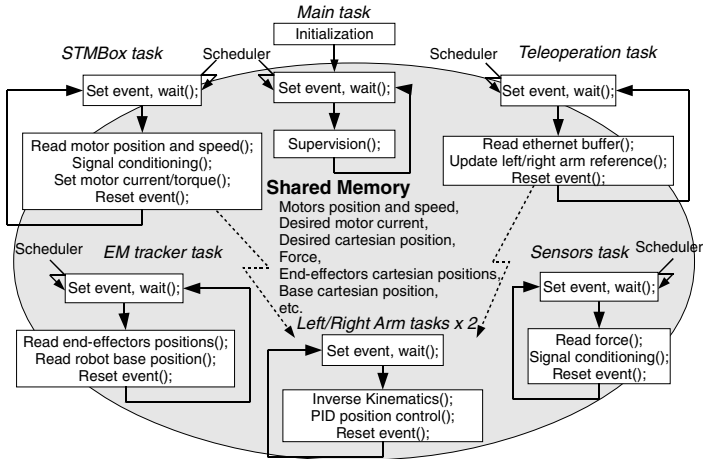 Main task
Initialization
STMBox task
Scheduler
Set event, wait();
Read motor position and speed();
Signal conditioning();
Set motor current/torque();
Reset event();
Set event, wait();
Supervision();
Teleoperation task
Scheduler
Set event, wait();
Read ethernet buffer();
Update left/right arm reference();
Reset event();
Shared Memory
Motors position and speed,
Desired motor current,
Desired cartesian position,
Force,
End-effectors cartesian positions,
Base cartesian position,
etc.
EM tracker task
Scheduler
Set event, wait();
Read end-effectors positions();
Read robot base position();
Reset event();
Left/Right Arm tasks x 2
Set event, wait();
Inverse Kinematics();
PID position control();
Reset event();
Sensors task
Scheduler
Set event, wait();
Read force();
Signal conditioning();
Reset event();